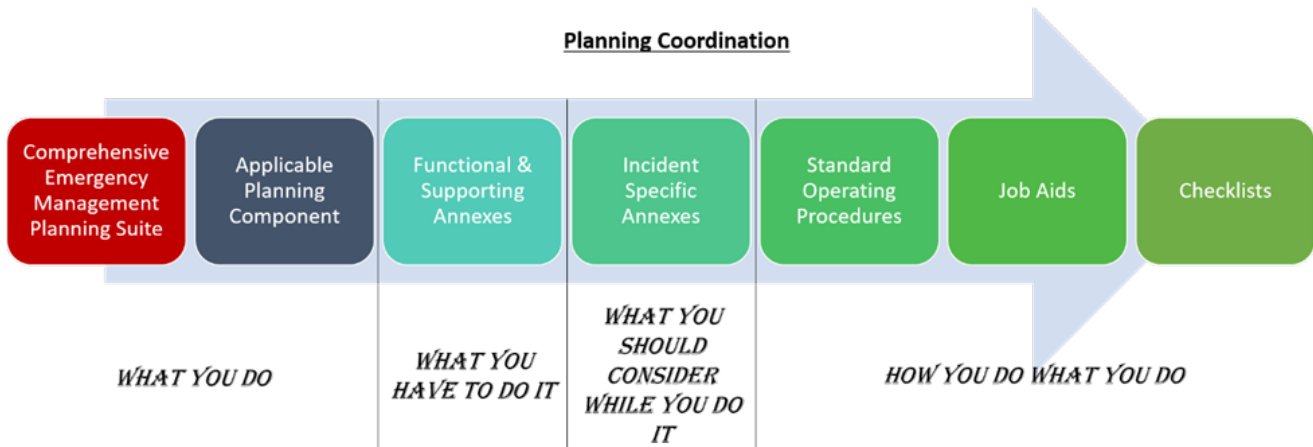 Planning Coordination
Comprehensive
Emergency
Management
Planning Suite
Applicable
Planning
Component
Functional &
Supporting
Annexes
Incident
Specific
Annexes
Standard
Operating
Procedures
Job Aids
Checklists
WHAT YOU DO
WHAT YOU
HAVE TO DO IT
WHAT YOU
SHOULD
CONSIDER
WHILE YOU DO
IT
HOW YOU DO WHAT YOU DO